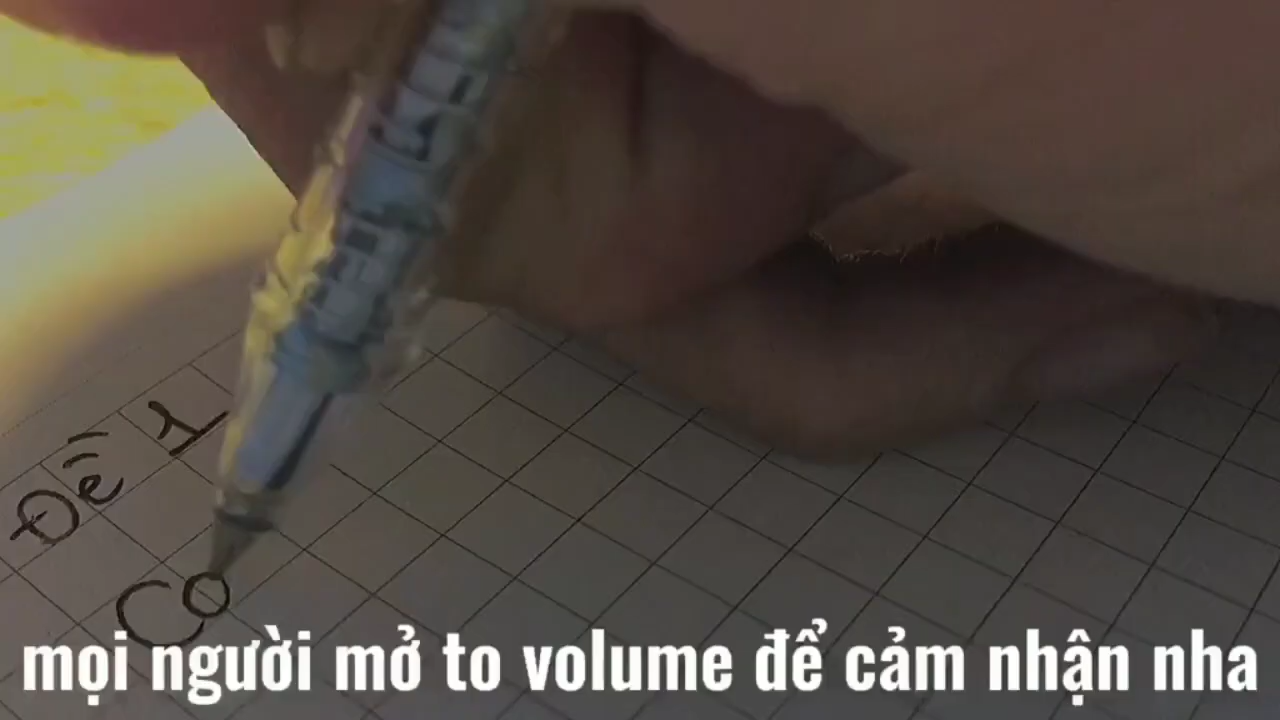 Đề 1
Co
mọi người mở to volume để cảm nhận nha